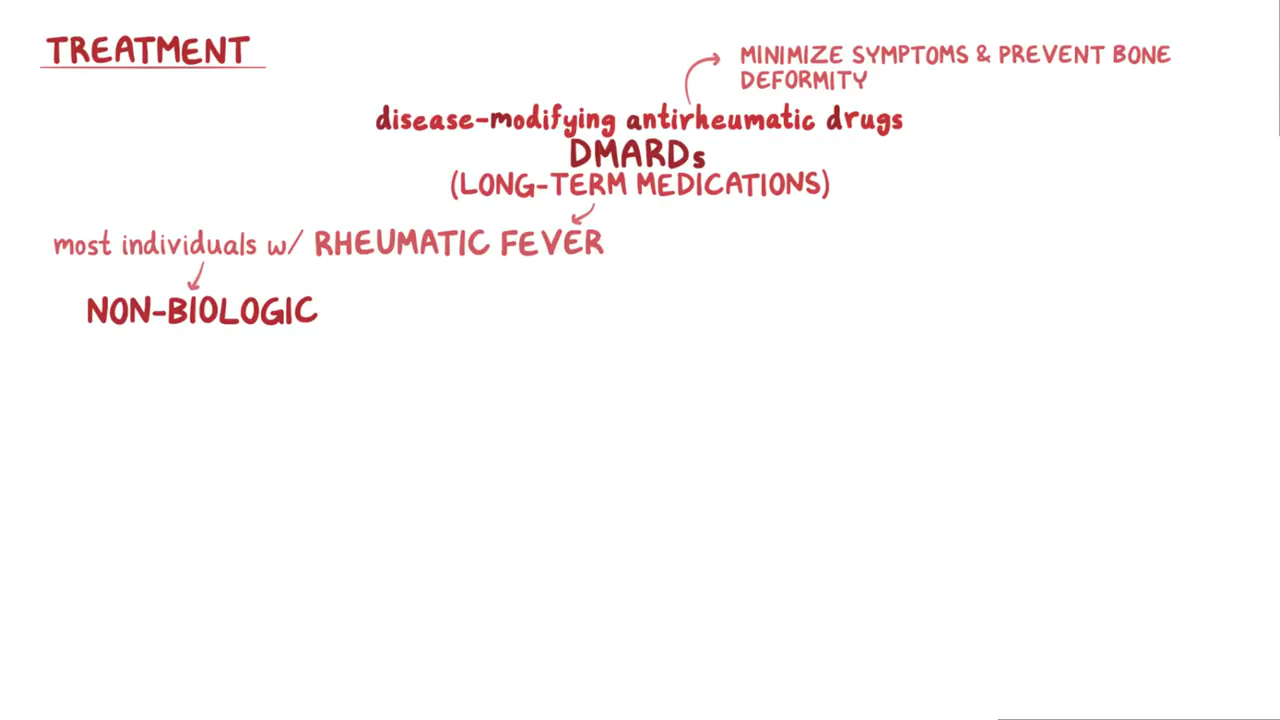 TREATMENT
MINIMIZE SYMPTOMS & PREVENT BONE
DEFORMITY
disease-modifying antirheumatic drugs
DMARDs
(LONG-TERM MEDICATIONS)
most individuals w/ RHEUMATIC FEVER
NON-BIOLOGIC